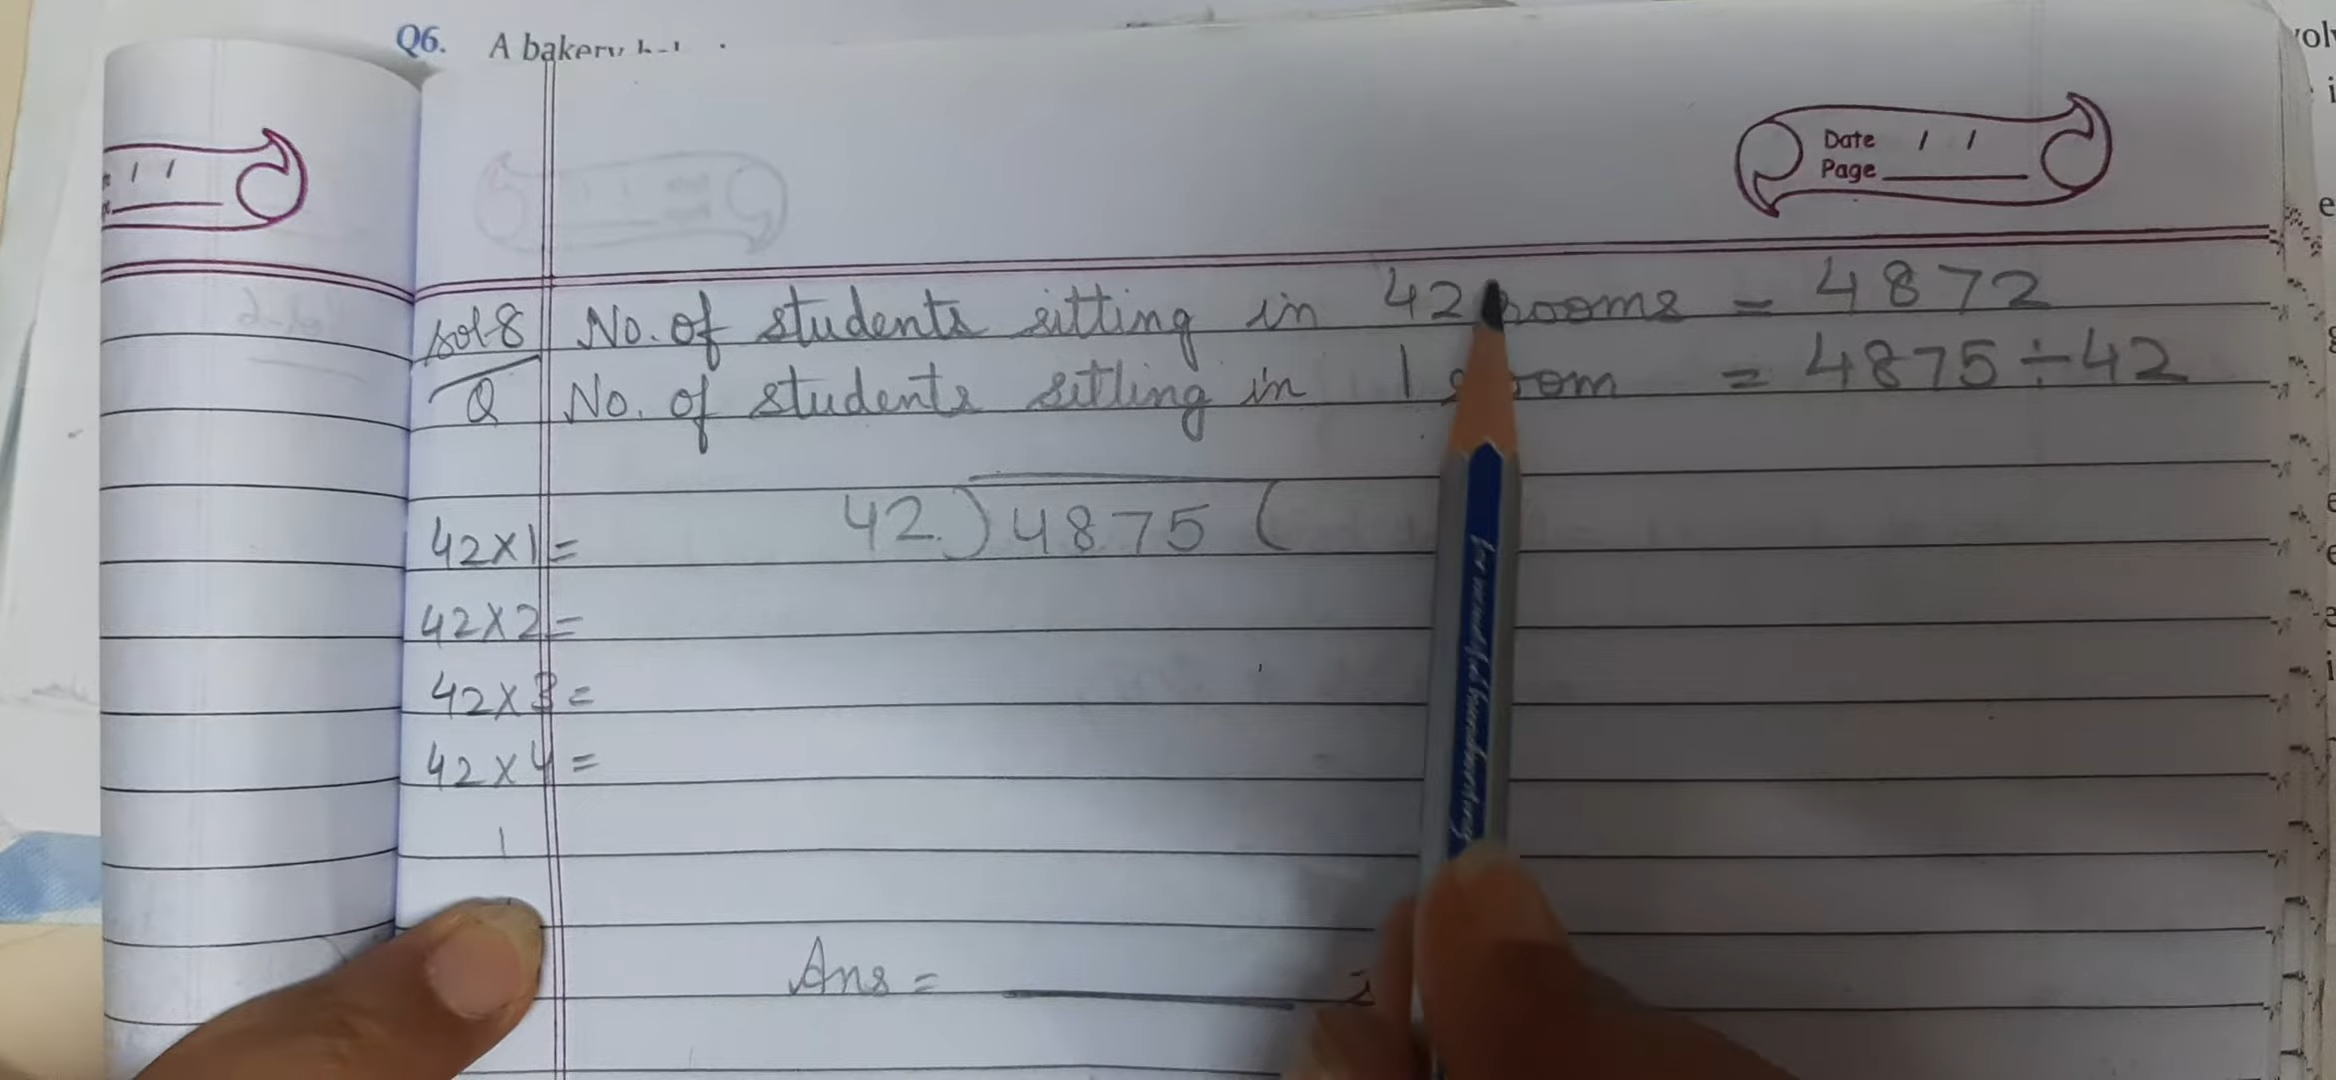 Q6. A bakery
Date / /
Page
/ /
sol-8 No. of students sitting in 42 rooms = 4872
Q No. of students sitting in 1 room = 4875 ÷ 42
42 ) 4875 (
42 x 1 =
42 x 2 =
42 x 3 =
42 x 4 =
Ans =